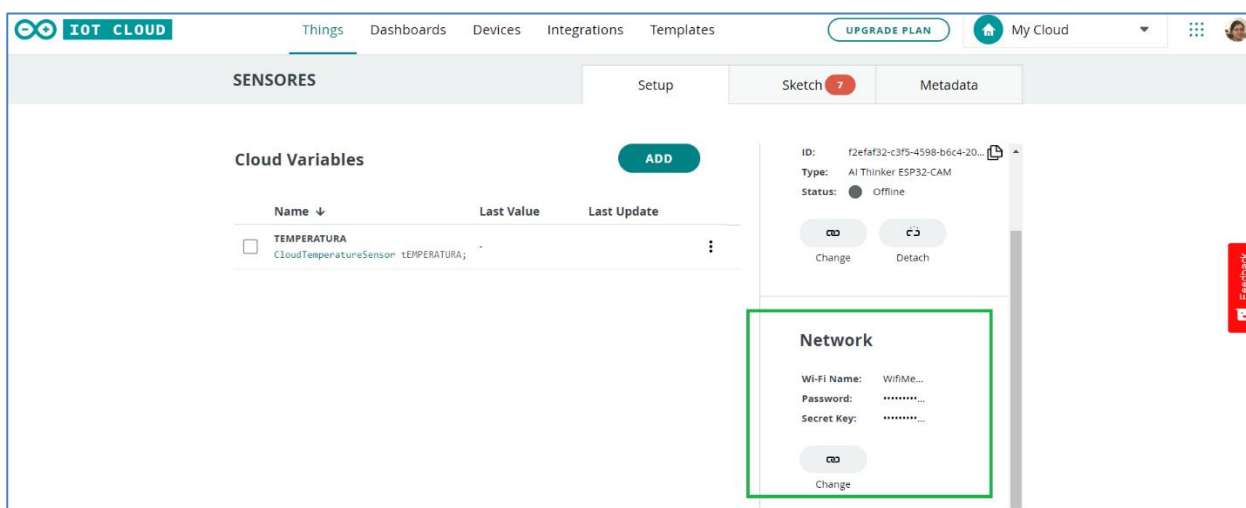 IOT CLOUD
Things Dashboards Devices Integrations Templates
UPGRADE PLAN
My Cloud
SENSORES
Setup
Sketch 7
Metadata
Cloud Variables
ADD
Name ↓ Last Value Last Update
TEMPERATURA
CloudTemperatureSensor tEMPERATURA;
-
ID: f2efaf32-c3f5-4598-b6c4-20...
Type: AI Thinker ESP32-CAM
Status: Offline
Change Detach
Network
Wi-Fi Name: WifiMe...
Password: •••••••••...
Secret Key: •••••••••...
Change
Feedback